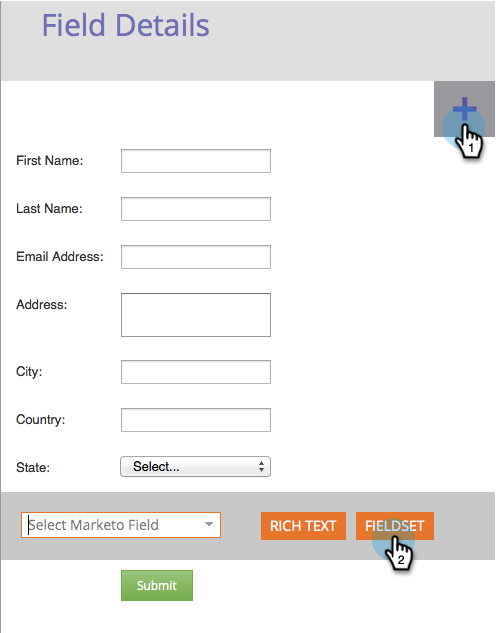 Field Details
+
1
First Name:
Last Name:
Email Address:
Address:
City:
Country:
State: Select...
Select Marketo Field RICH TEXT FIELDSET
2
Submit